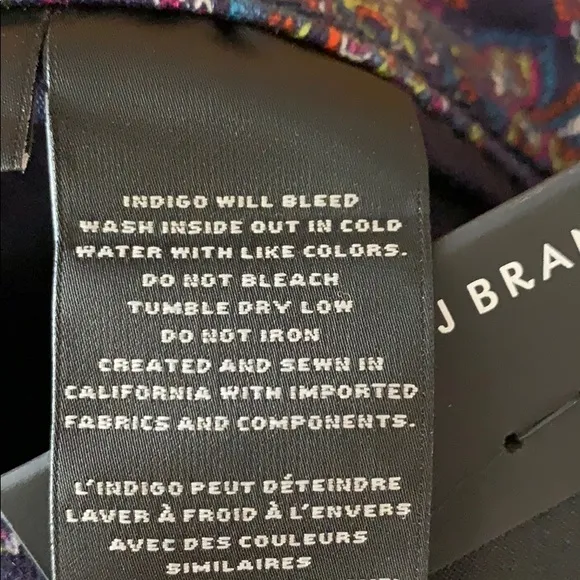 INDIGO WILL BLEED
WASH INSIDE OUT IN COLD
WATER WITH LIKE COLORS.
DO NOT BLEACH
TUMBLE DRY LOW
DO NOT IRON
CREATED AND SEWN IN
CALIFORNIA WITH IMPORTED
FABRICS AND COMPONENTS.
L'INDIGO PEUT DÉTEINDRE
LAVER À FROID À L'ENVERS
AVEC DES COULEURS
SIMILAIRES
J BRA